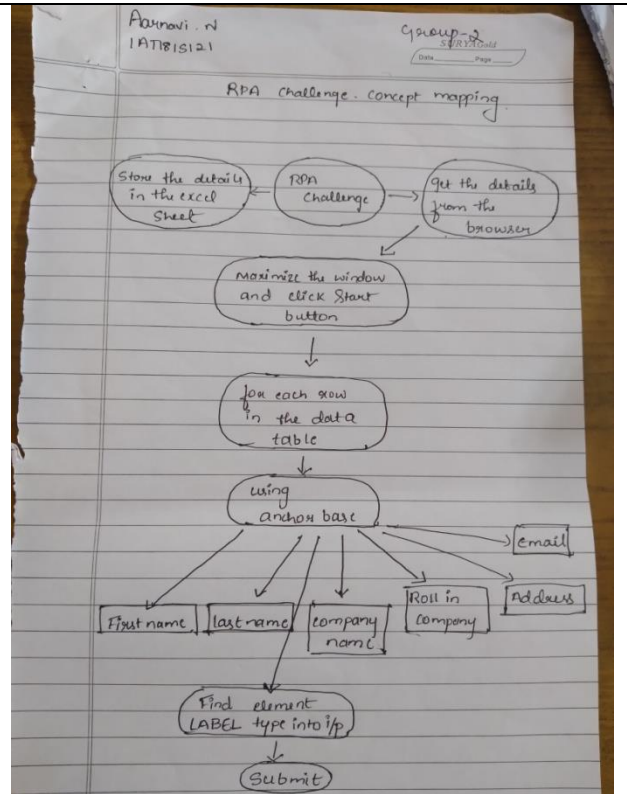 Aarnavi. N
1AT18IS121
Group-2
SURYA Gold
Date Page
RPA Challenge. Concept mapping.
Store the details
in the excel
Sheet
RPA
Challenge
get the details
from the
browser
Maximize the window
and click Start
button
for each row
in the data
table
using
anchor base
email
First name
last name
company
name
Roll in
company
Address
Find element
LABEL type into i/p
Submit